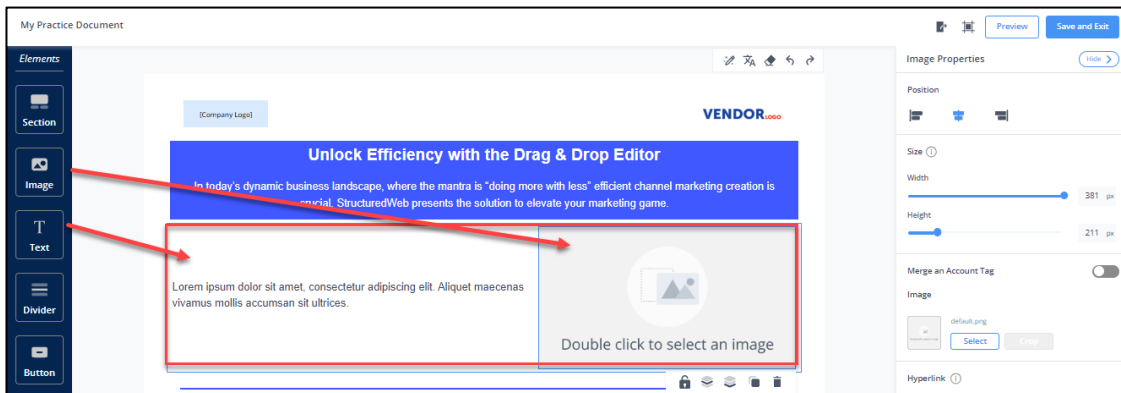 My Practice Document
Preview
Save and Exit
Elements
Section
Image
Text
Divider
Button
[Company Logo]
VENDOR LOGO
Unlock Efficiency with the Drag & Drop Editor
In today's dynamic business landscape, where the mantra is "doing more with less" efficient channel marketing creation is
crucial, StructuredWeb presents the solution to elevate your marketing game.
Lorem ipsum dolor sit amet, consectetur adipiscing elit. Aliquet maecenas
vivamus mollis accumsan sit ultrices.
Double click to select an image
Image Properties
Hide
Position
Size
Width
381 px
Height
211 px
Merge an Account Tag
Image
default.png
Select
Crop
Hyperlink